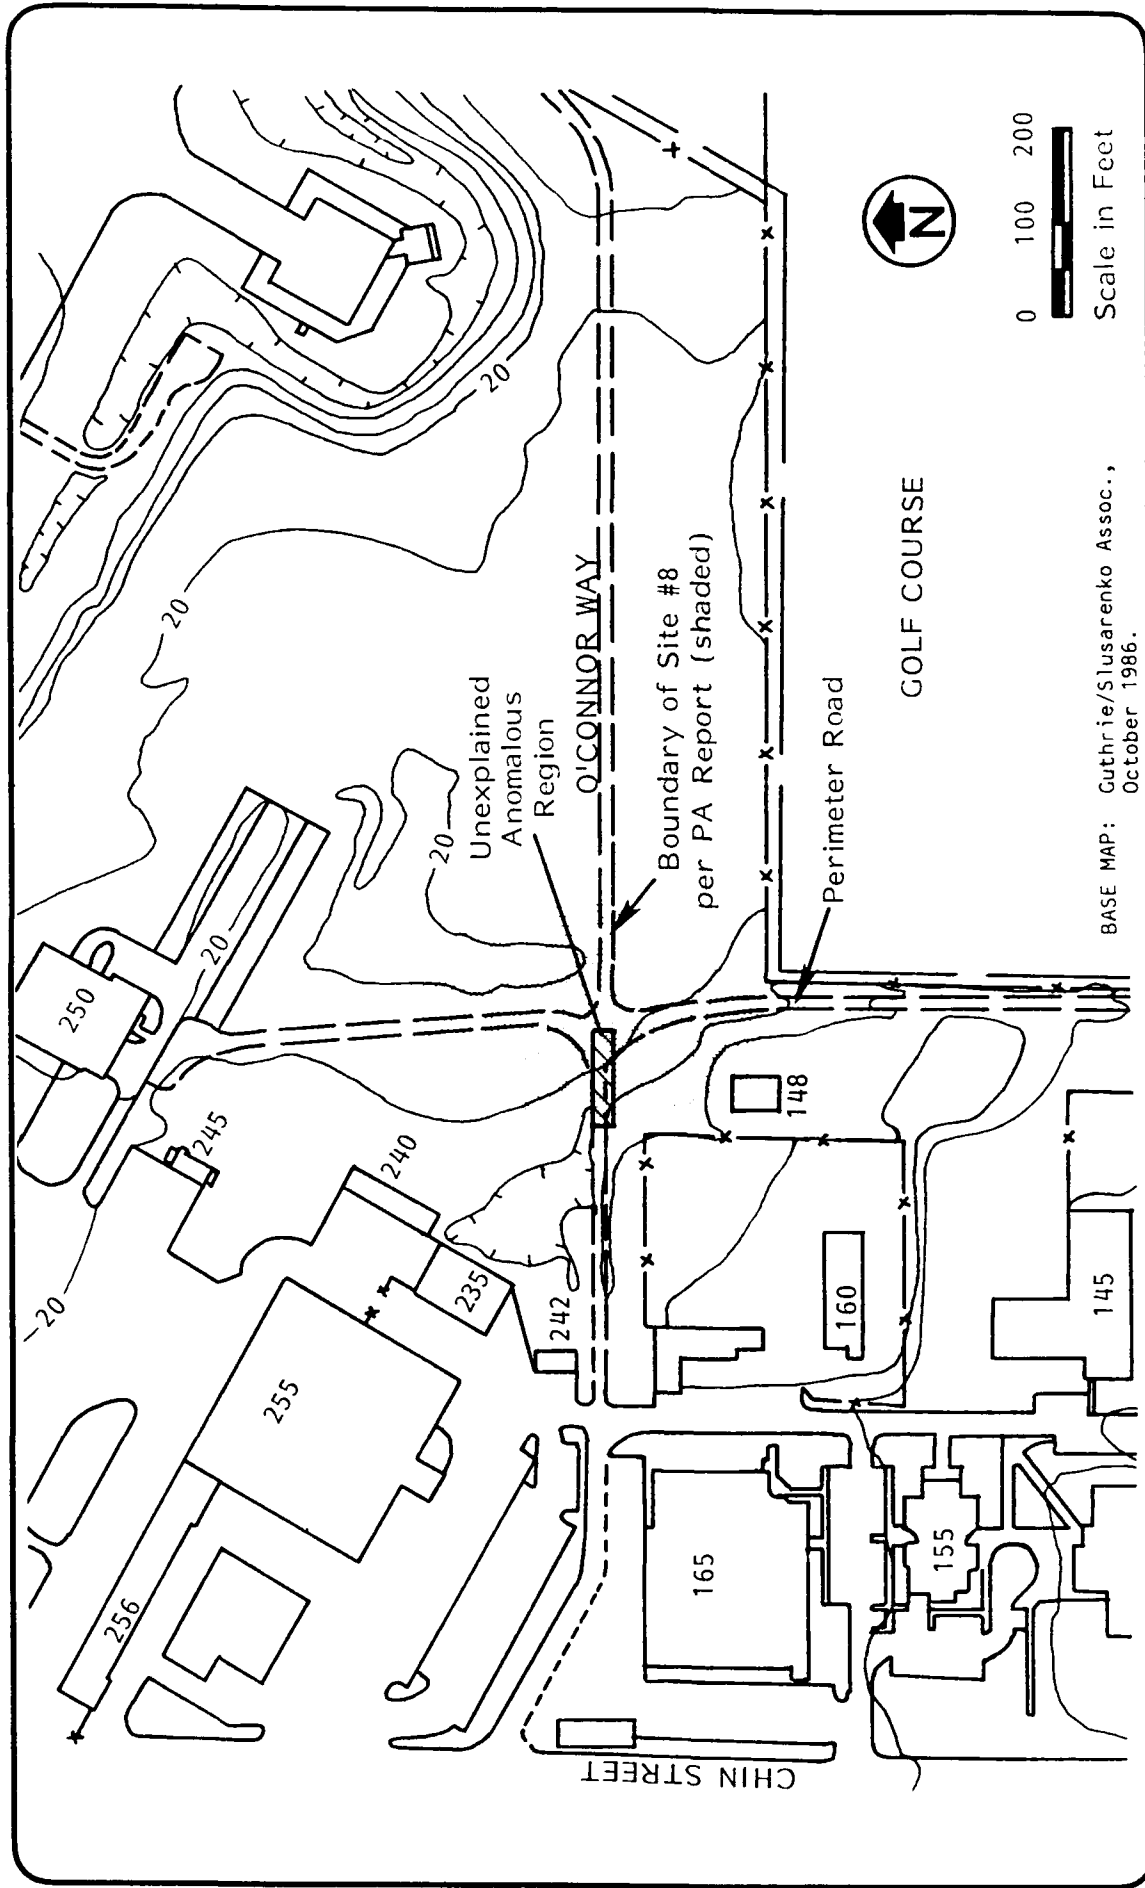 256
255
245
250
20
20
20
20
20
20
240
235
242
Unexplained
Anomalous
Region
O'CONNOR WAY
Boundary of Site #8
per PA Report (shaded)
Perimeter Road
148
160
165
155
145
CHIN STREET
GOLF COURSE
N
0 100 200
Scale in Feet
BASE MAP: Guthrie/Slusarenko Assoc.,
October 1986.